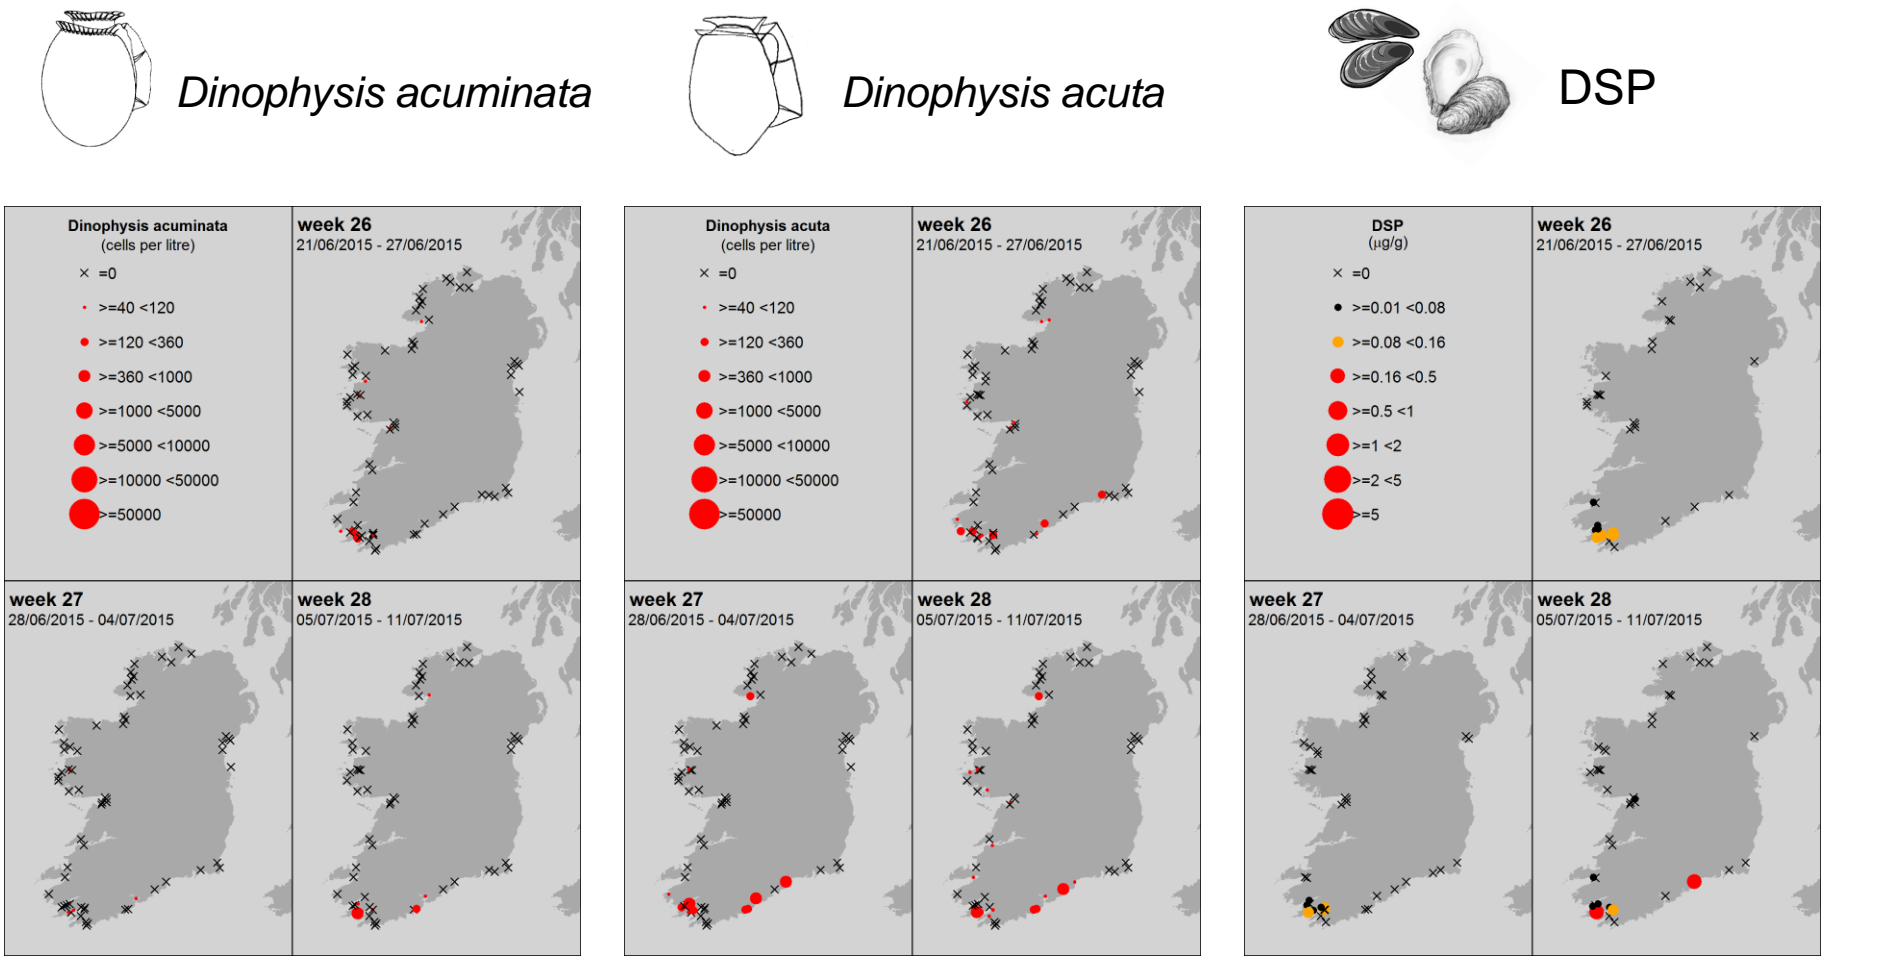 Dinophysis acuminata
Dinophysis acuta
DSP
Dinophysis acuminata
(cells per litre)
=0
>=40 <120
>=120 <360
>=360 <1000
>=1000 <5000
>=5000 <10000
>=10000 <50000
>=50000
week 26
21/06/2015 - 27/06/2015
week 27
28/06/2015 - 04/07/2015
week 28
05/07/2015 - 11/07/2015
Dinophysis acuta
(cells per litre)
=0
>=40 <120
>=120 <360
>=360 <1000
>=1000 <5000
>=5000 <10000
>=10000 <50000
>=50000
week 26
21/06/2015 - 27/06/2015
week 27
28/06/2015 - 04/07/2015
week 28
05/07/2015 - 11/07/2015
DSP
(µg/g)
=0
>=0.01 <0.08
>=0.08 <0.16
>=0.16 <0.5
>=0.5 <1
>=1 <2
>=2 <5
>=5
week 26
21/06/2015 - 27/06/2015
week 27
28/06/2015 - 04/07/2015
week 28
05/07/2015 - 11/07/2015